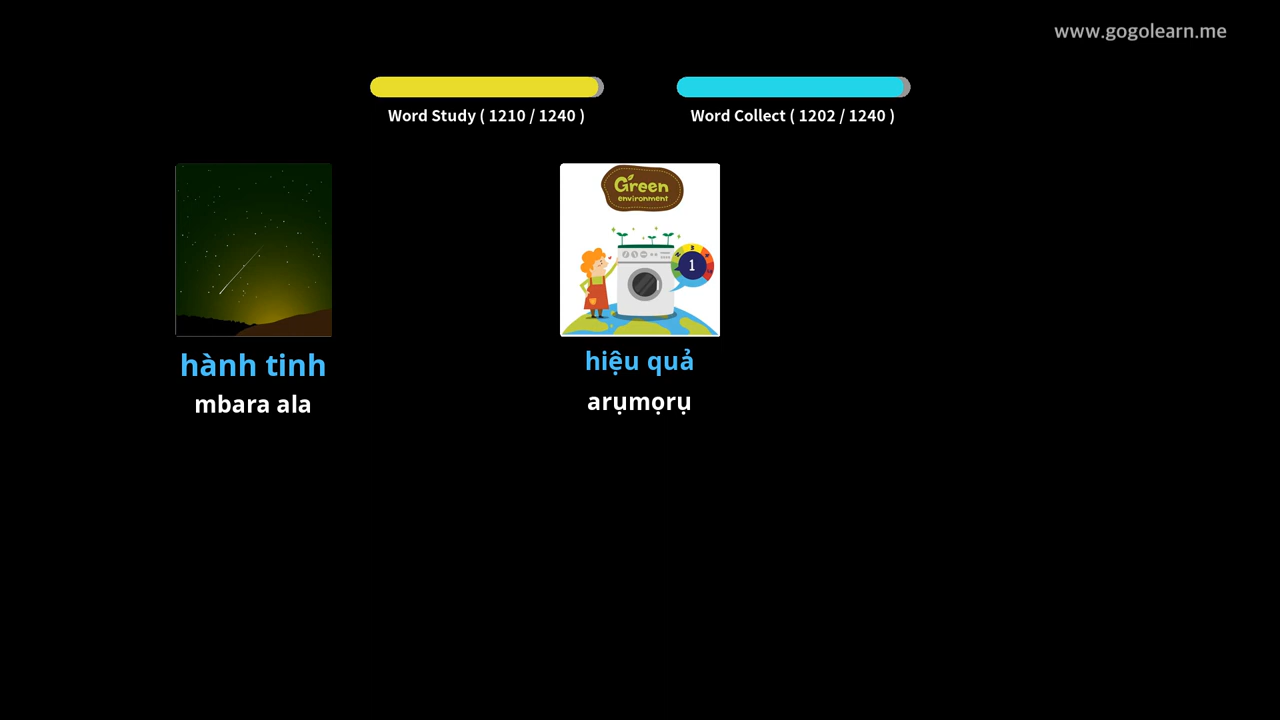 www.gogolearn.me
Word Study ( 1210 / 1240 )
Word Collect ( 1202 / 1240 )
Green
environment
B
1
hành tinh
hiệu quả
mbara ala
arụmọrụ